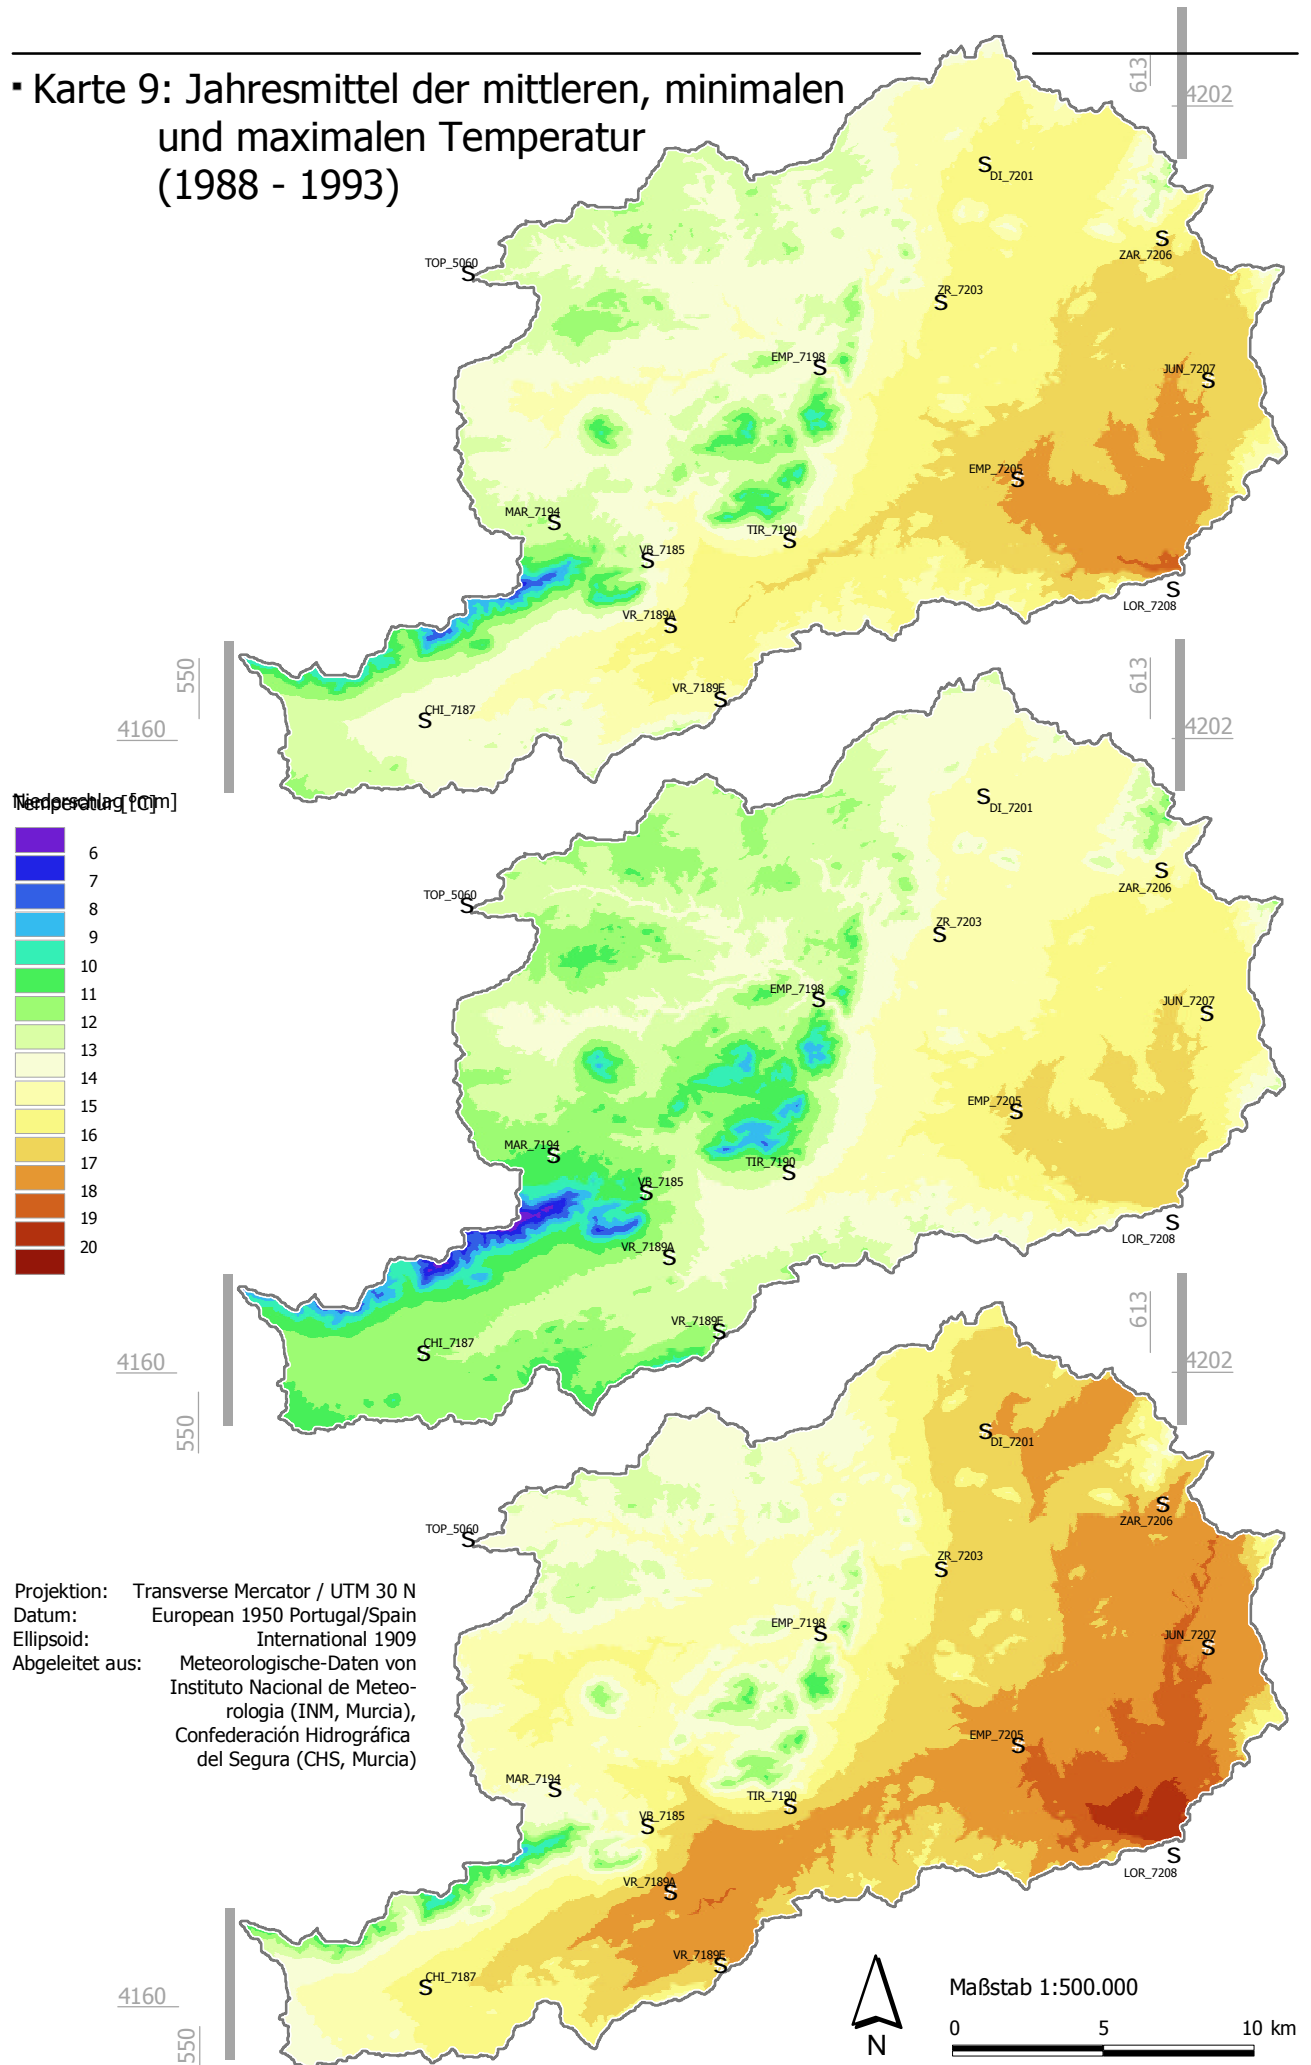 ▪ Karte 9: Jahresmittel der mittleren, minimalen
und maximalen Temperatur
(1988 - 1993)
613
4202
S
DI_7201
S
ZAR_7206
TOP_5060
S
ZR_7203
S
EMP_7198
S
JUN_7207
S
EMP_7205
S
MAR_7194
S
TIR_7190
S
VB_7185
S
LOR_7208
S
VR_7189A
S
VR_7189E
S
CHI_7187
S
550
4160
613
4202
S
DI_7201
S
ZAR_7206
TOP_5060
S
ZR_7203
S
EMP_7198
S
JUN_7207
S
EMP_7205
S
MAR_7194
S
TIR_7190
S
VB_7185
S
LOR_7208
S
VR_7189A
S
VR_7189E
S
CHI_7187
S
4160
550
Niederschlag [mm]
Temperatur [°C]
6
7
8
9
10
11
12
13
14
15
16
17
18
19
20
613
4202
S
DI_7201
S
ZAR_7206
TOP_5060
S
ZR_7203
S
EMP_7198
S
JUN_7207
S
EMP_7205
S
MAR_7194
S
TIR_7190
S
VB_7185
S
LOR_7208
S
VR_7189A
S
VR_7189E
S
CHI_7187
S
4160
550
Projektion: Transverse Mercator / UTM 30 N
Datum: European 1950 Portugal/Spain
Ellipsoid: International 1909
Abgeleitet aus: Meteorologische-Daten von
Instituto Nacional de Meteo-
rologia (INM, Murcia),
Confederación Hidrográfica
del Segura (CHS, Murcia)
N
Maßstab 1:500.000
0 5 10 km